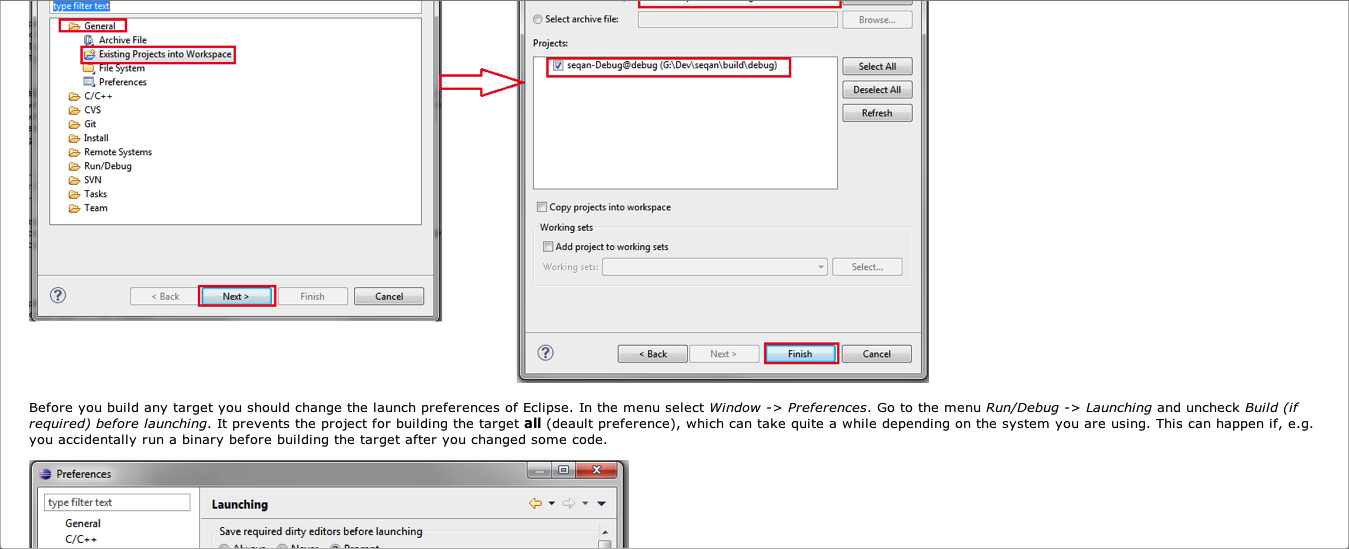 type filter text
General
Archive File
Existing Projects into Workspace
File System
Preferences
C/C++
CVS
Git
Install
Remote Systems
Run/Debug
SVN
Tasks
Team
< Back
Next >
Finish
Cancel
Select archive file:
Browse...
Projects:
seqan-Debug@debug (G:\Dev\seqan\build\debug)
Select All
Deselect All
Refresh
Copy projects into workspace
Working sets
Add project to working sets
Working sets:
Select...
< Back
Next >
Finish
Cancel
Before you build any target you should change the launch preferences of Eclipse. In the menu select Window -> Preferences. Go to the menu Run/Debug -> Launching and uncheck Build (if
required) before launching. It prevents the project for building the target all (deault preference), which can take quite a while depending on the system you are using. This can happen if, e.g.
you accidentally run a binary before building the target after you changed some code.
Preferences
type filter text
General
C/C++
Launching
Save required dirty editors before launching
Always
Never
Prompt